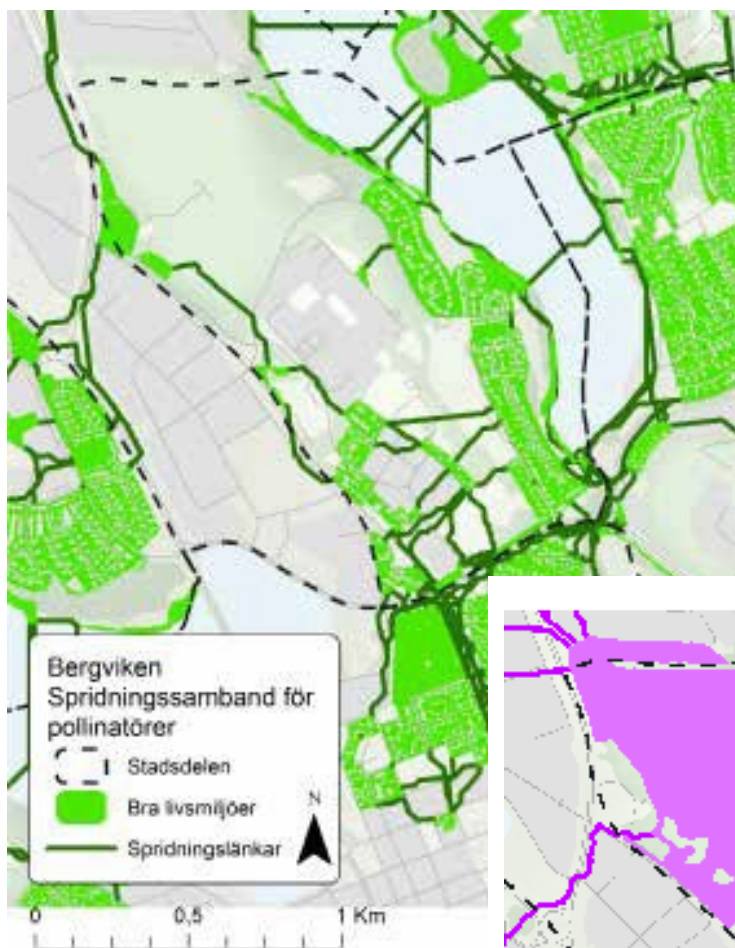 Bergviken
Spridningssamband för
pollinatörer
Stadsdelen
Bra livsmiljöer
Spridningslänkar
N
0 0,5 1 Km